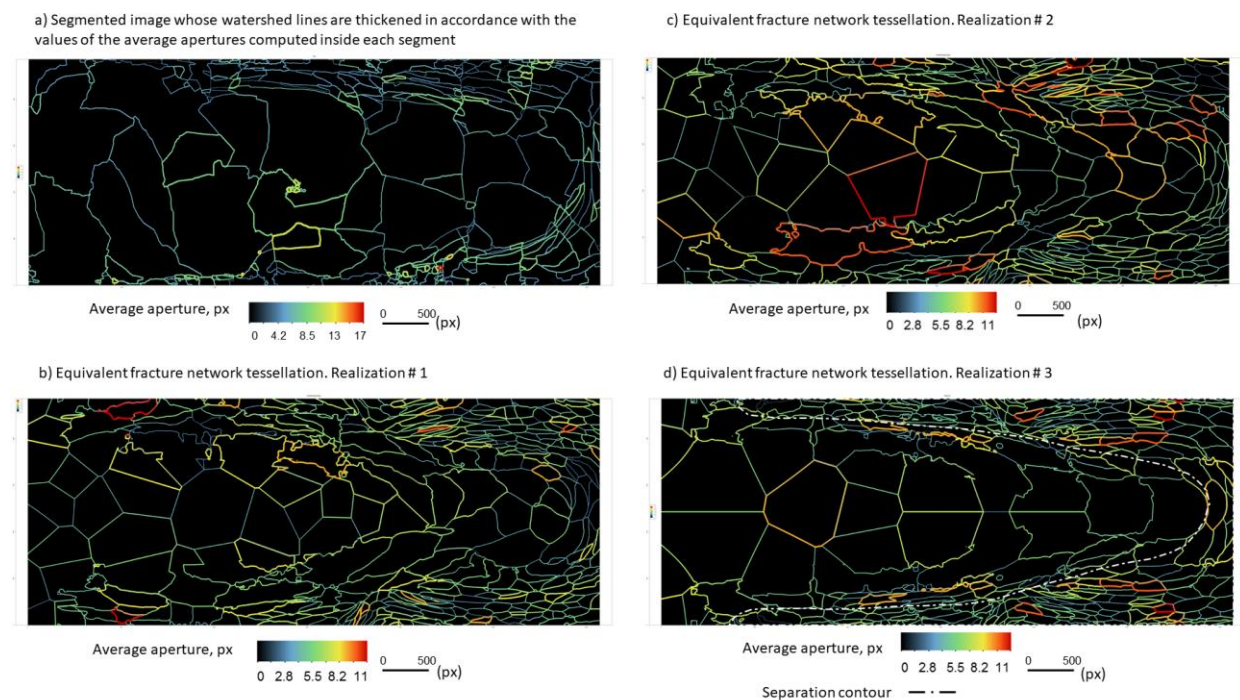 a) Segmented image whose watershed lines are thickened in accordance with the
values of the average apertures computed inside each segment
Average aperture, px
0 4.2 8.5 13 17
0 500 (px)
c) Equivalent fracture network tessellation. Realization # 2
Average aperture, px
0 2.8 5.5 8.2 11
0 500 (px)
b) Equivalent fracture network tessellation. Realization # 1
Average aperture, px
0 2.8 5.5 8.2 11
0 500 (px)
d) Equivalent fracture network tessellation. Realization # 3
Average aperture, px
0 2.8 5.5 8.2 11
0 500 (px)
Separation contour